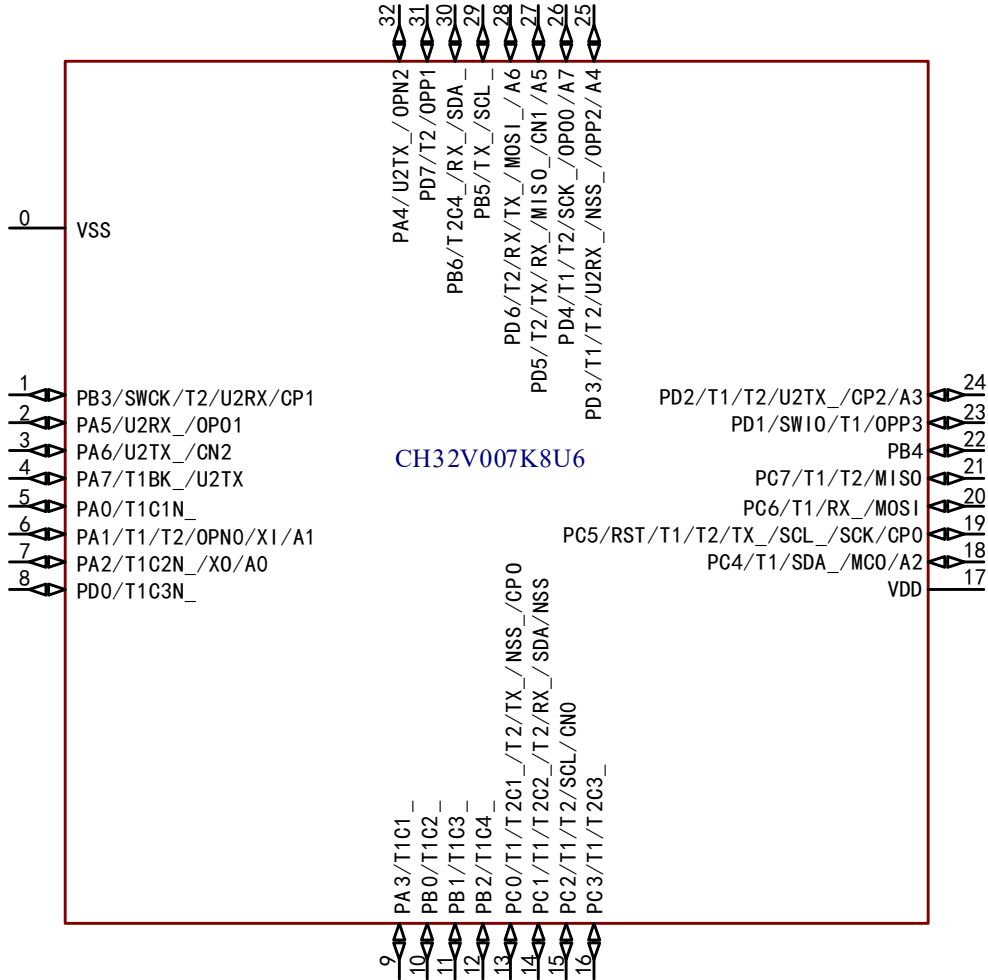 32
31
30
29
28
27
26
25
PA4/U2TX_/OPN2
PD7/T2/OPP1
PB6/T2C4_/RX_/SDA_
PB5/TX_/SCL_
PD6/T2/RX/TX_/MOSI_/A6
PD5/T2/TX/RX_/MISO_/CN1/A5
PD4/T1/T2/SCK_/OPO0/A7
PD3/T1/T2/U2RX_/NSS_/OPP2/A4
0 VSS
1 PB3/SWCK/T2/U2RX/CP1
2 PA5/U2RX_/OPO1
3 PA6/U2TX_/CN2
4 PA7/T1BK_/U2TX
5 PA0/T1C1N_
6 PA1/T1/T2/OPN0/XI/A1
7 PA2/T1C2N_/XO/A0
8 PD0/T1C3N_
CH32V007K8U6
PD2/T1/T2/U2TX_/CP2/A3 24
PD1/SWIO/T1/OPP3 23
PB4 22
PC7/T1/T2/MISO 21
PC6/T1/RX_/MOSI 20
PC5/RST/T1/T2/TX_/SCL_/SCK/CP0 19
PC4/T1/SDA_/MCO/A2 18
VDD 17
PA3/T1C1_
PB0/T1C2_
PB1/T1C3_
PB2/T1C4_
PC0/T1/T2C1_/T2/TX_/NSS_/CPO
PC1/T1/T2C2_/T2/RX_/SDA/NSS
PC2/T1/T2/SCL/CN0
PC3/T1/T2C3_
9
10
11
12
13
14
15
16